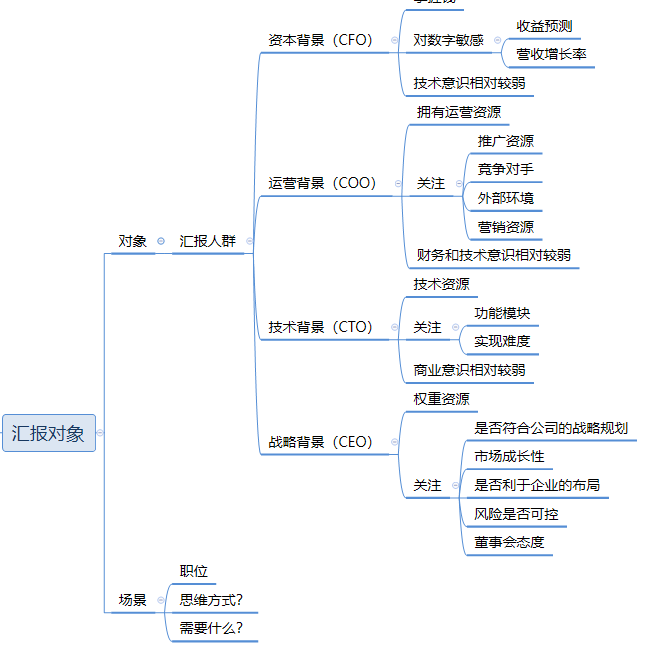 资本背景（CFO）
对数字敏感
收益预测
营收增长率
技术意识相对较弱
运营背景（COO）
拥有运营资源
关注
推广资源
竞争对手
外部环境
营销资源
财务和技术意识相对较弱
对象
汇报人群
技术背景（CTO）
技术资源
关注
功能模块
实现难度
商业意识相对较弱
汇报对象
战略背景（CEO）
权重资源
关注
是否符合公司的战略规划
市场成长性
是否利于企业的布局
风险是否可控
董事会态度
场景
职位
思维方式？
需要什么？